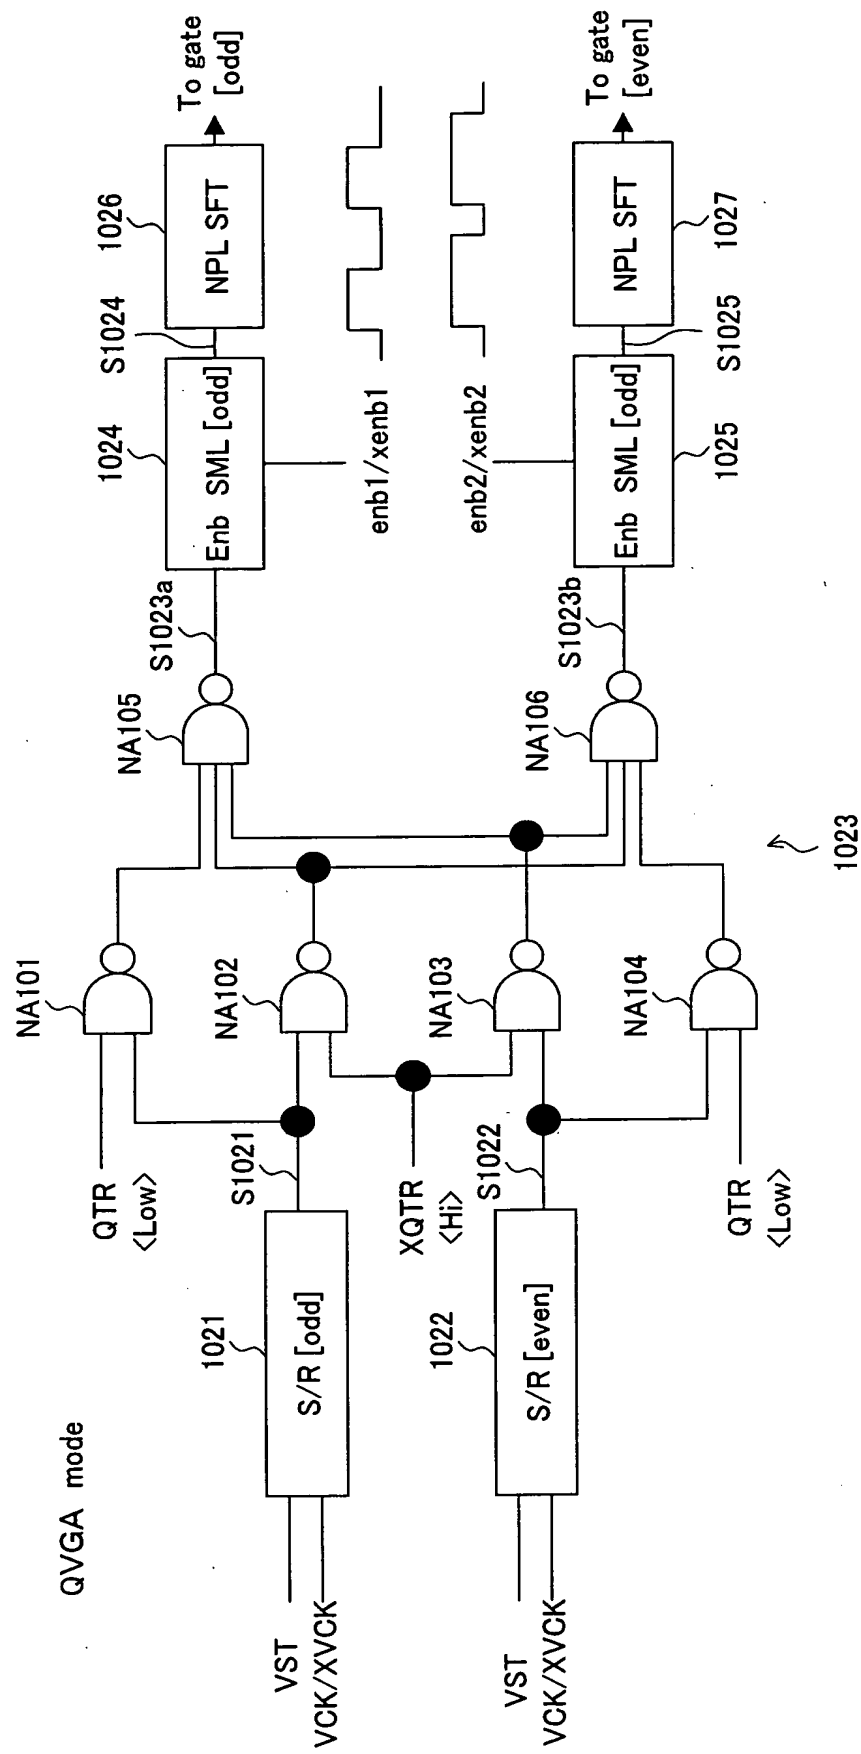 QVGA mode
VST
VCK/XVCK
1021
S/R [odd]
S1021
QTR
<Low>
NA101
NA102
XQTR
<Hi>
VST
VCK/XVCK
1022
S/R [even]
S1022
NA103
NA104
QTR
<Low>
NA105
S1023a
1024
Enb SML [odd]
S1024
1026
NPL SFT
To gate
[odd]
enb1/xenb1
enb2/xenb2
NA106
S1023b
Enb SML [odd]
1025
S1025
NPL SFT
1027
To gate
[even]
1023